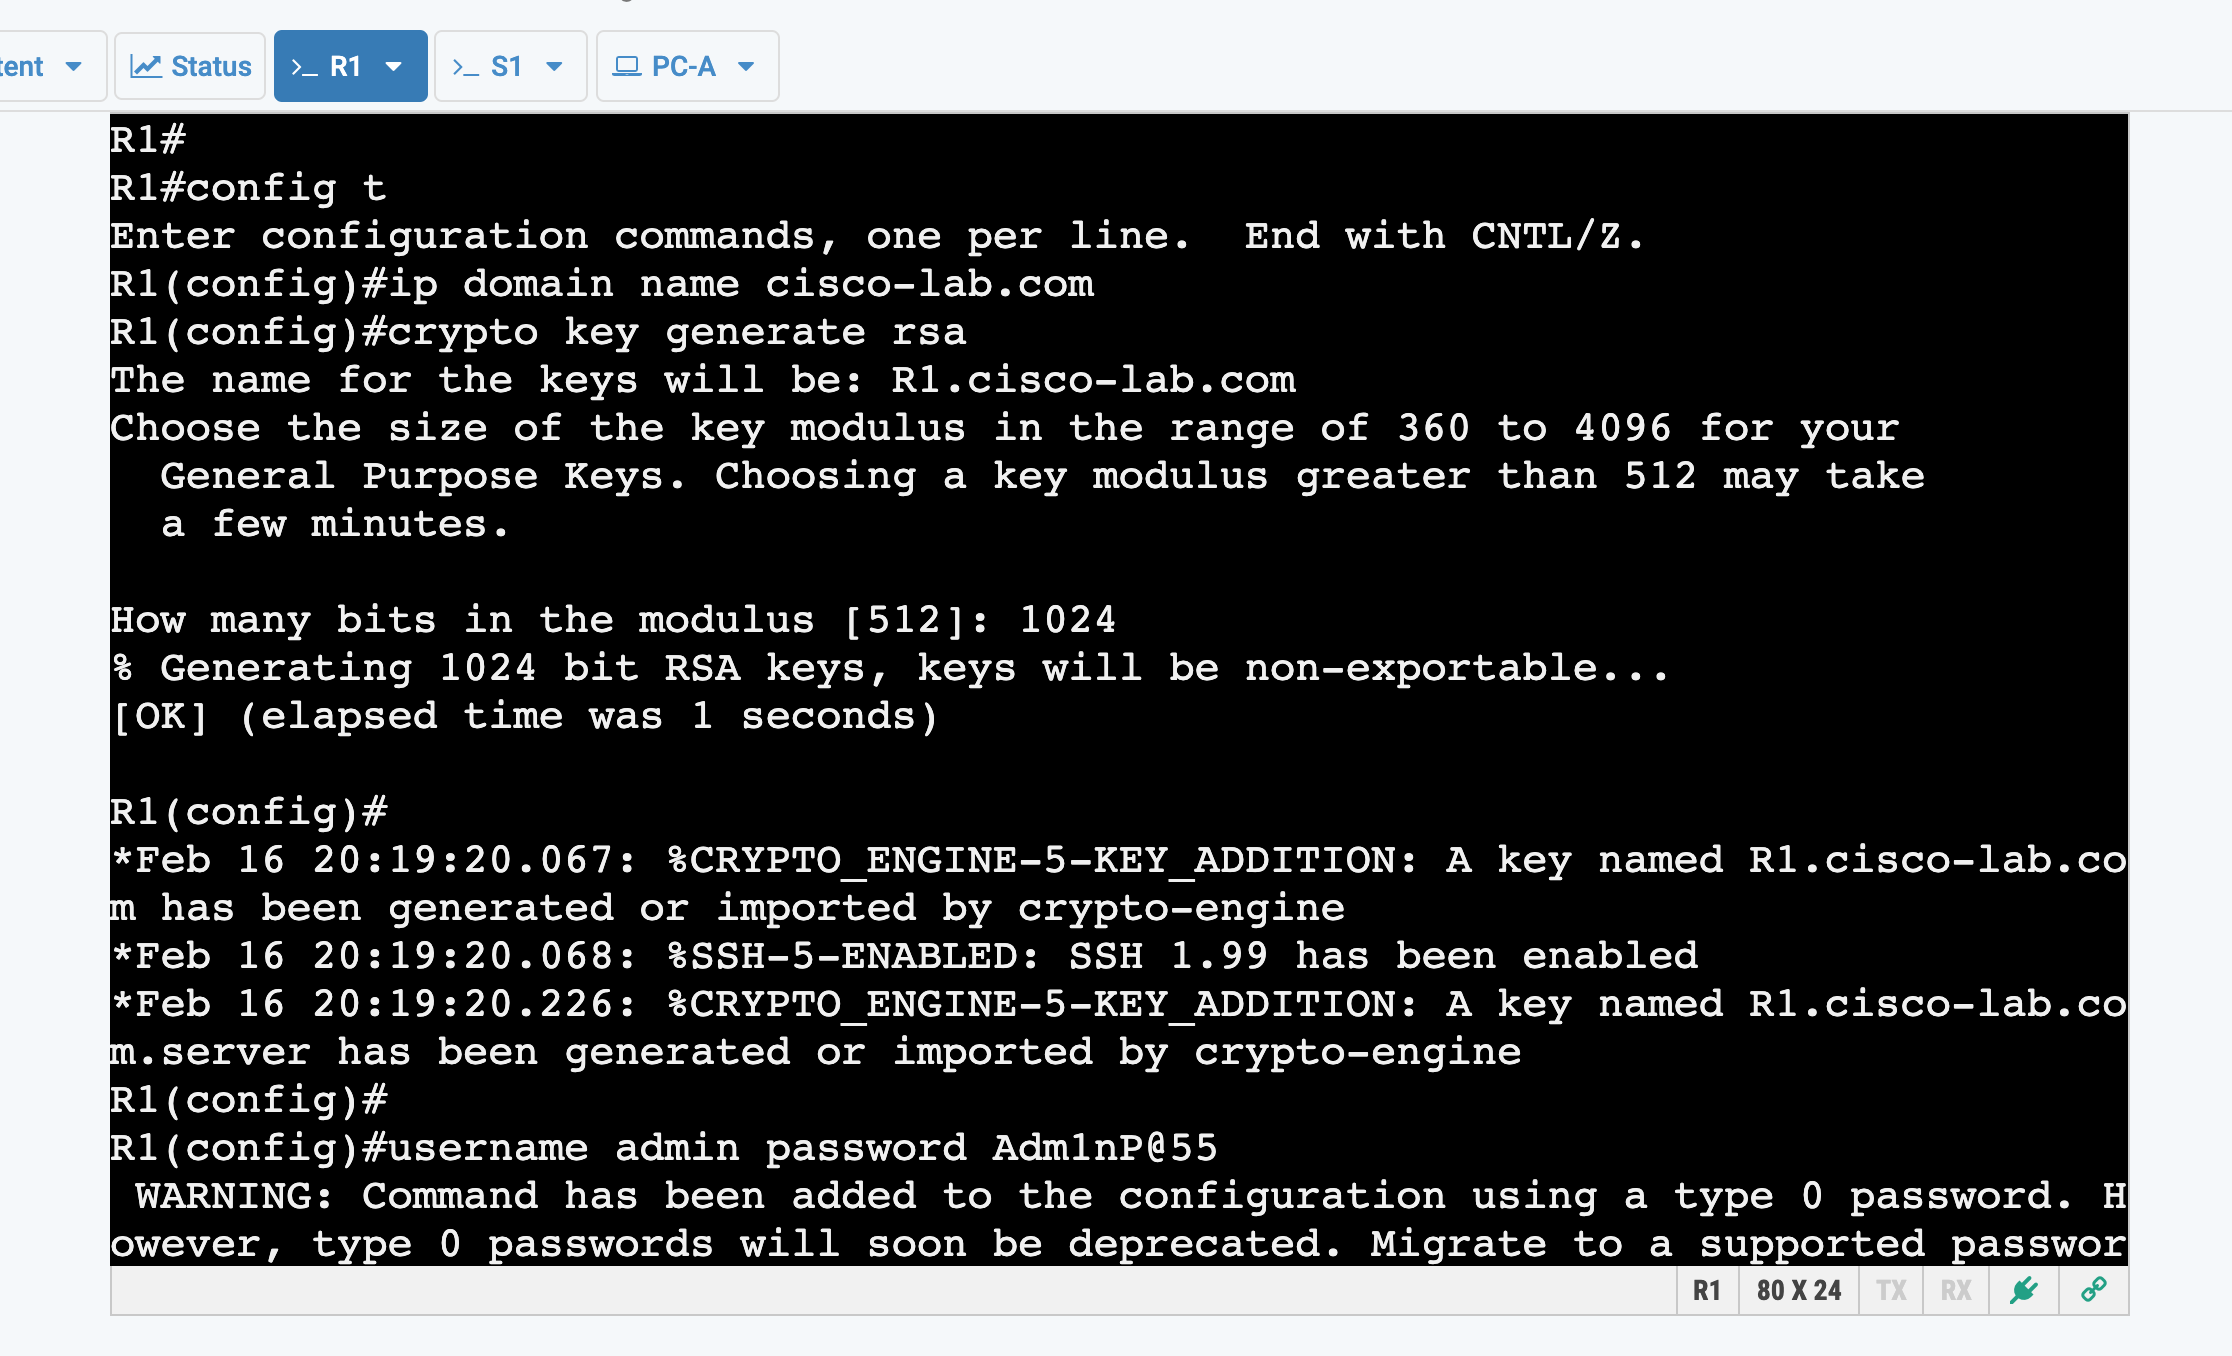 tent
Status
>_ R1
>_ S1
PC-A
R1#
R1#config t
Enter configuration commands, one per line.  End with CNTL/Z.
R1(config)#ip domain name cisco-lab.com
R1(config)#crypto key generate rsa
The name for the keys will be: R1.cisco-lab.com
Choose the size of the key modulus in the range of 360 to 4096 for your
  General Purpose Keys. Choosing a key modulus greater than 512 may take
  a few minutes.
How many bits in the modulus [512]: 1024
% Generating 1024 bit RSA keys, keys will be non-exportable...
[OK] (elapsed time was 1 seconds)
R1(config)#
*Feb 16 20:19:20.067: %CRYPTO_ENGINE-5-KEY_ADDITION: A key named R1.cisco-lab.co
m has been generated or imported by crypto-engine
*Feb 16 20:19:20.068: %SSH-5-ENABLED: SSH 1.99 has been enabled
*Feb 16 20:19:20.226: %CRYPTO_ENGINE-5-KEY_ADDITION: A key named R1.cisco-lab.co
m.server has been generated or imported by crypto-engine
R1(config)#
R1(config)#username admin password Adm1nP@55
 WARNING: Command has been added to the configuration using a type 0 password. H
owever, type 0 passwords will soon be deprecated. Migrate to a supported passwor
R1
80 X 24
TX
RX